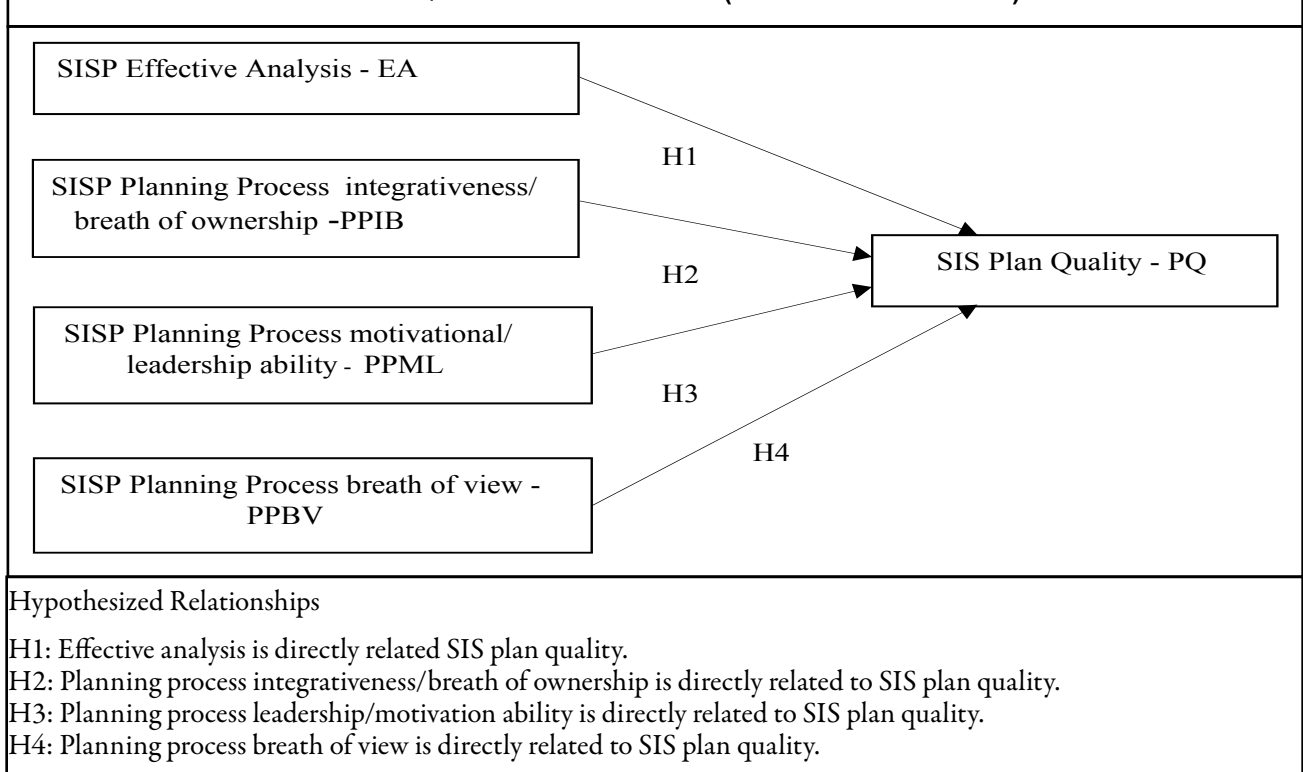 SISP Effective Analysis - EA
H1
SISP Planning Process integrativeness/
breath of ownership -PPIB
SIS Plan Quality - PQ
H2
SISP Planning Process motivational/
leadership ability - PPML
H3
H4
SISP Planning Process breath of view -
PPBV
Hypothesized Relationships
H1: Effective analysis is directly related SIS plan quality.
H2: Planning process integrativeness/breath of ownership is directly related to SIS plan quality.
H3: Planning process leadership/motivation ability is directly related to SIS plan quality.
H4: Planning process breath of view is directly related to SIS plan quality.